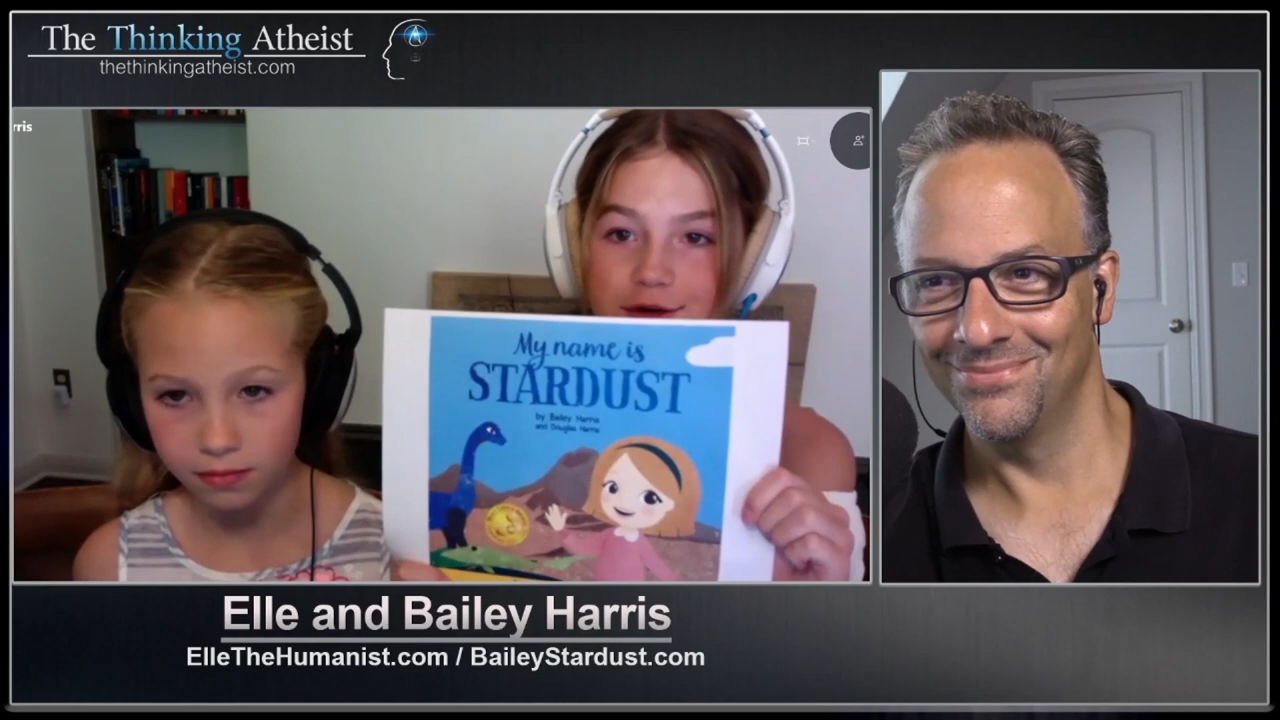 The Thinking Atheist
thethinkingatheist.com
rris
My name is
STARDUST
by Bailey Harris
and Douglas Harris
Elle and Bailey Harris
ElleTheHumanist.com / BaileyStardust.com